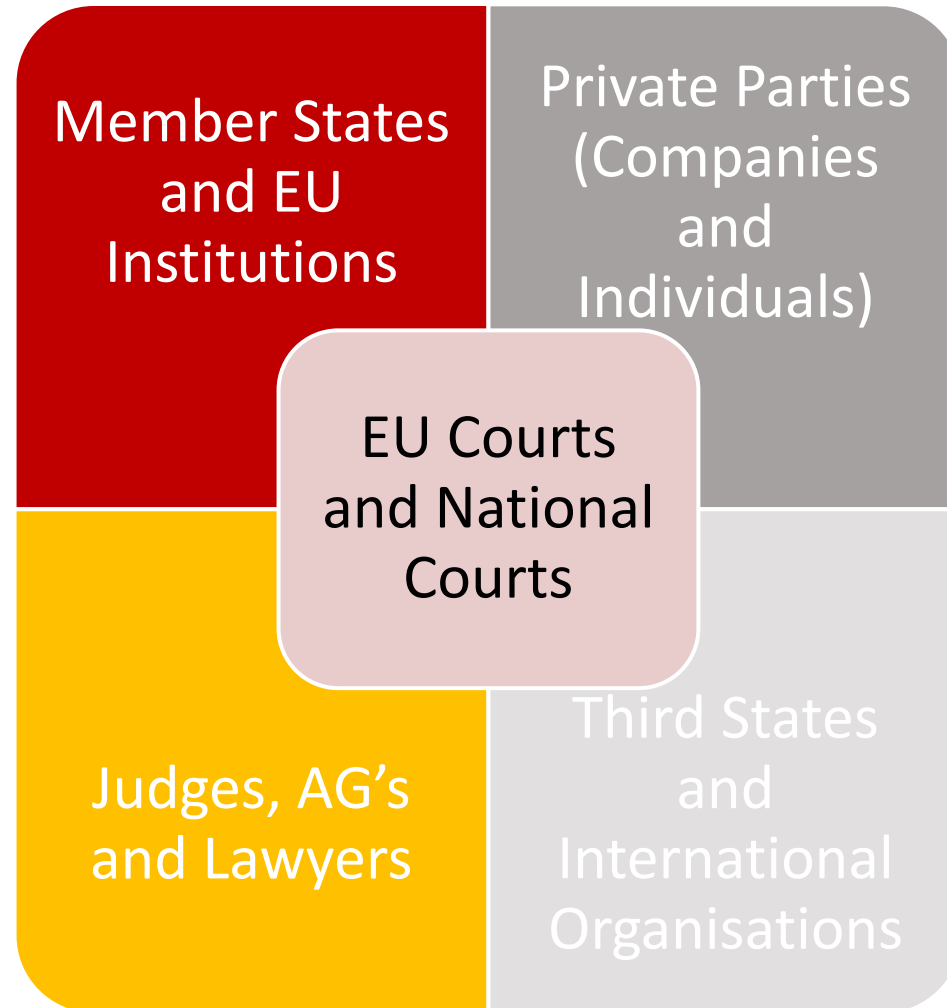 Member States
and EU
Institutions
Private Parties
(Companies
and
Individuals)
EU Courts
and National
Courts
Judges, AG’s
and Lawyers
Third States
and
International
Organisations